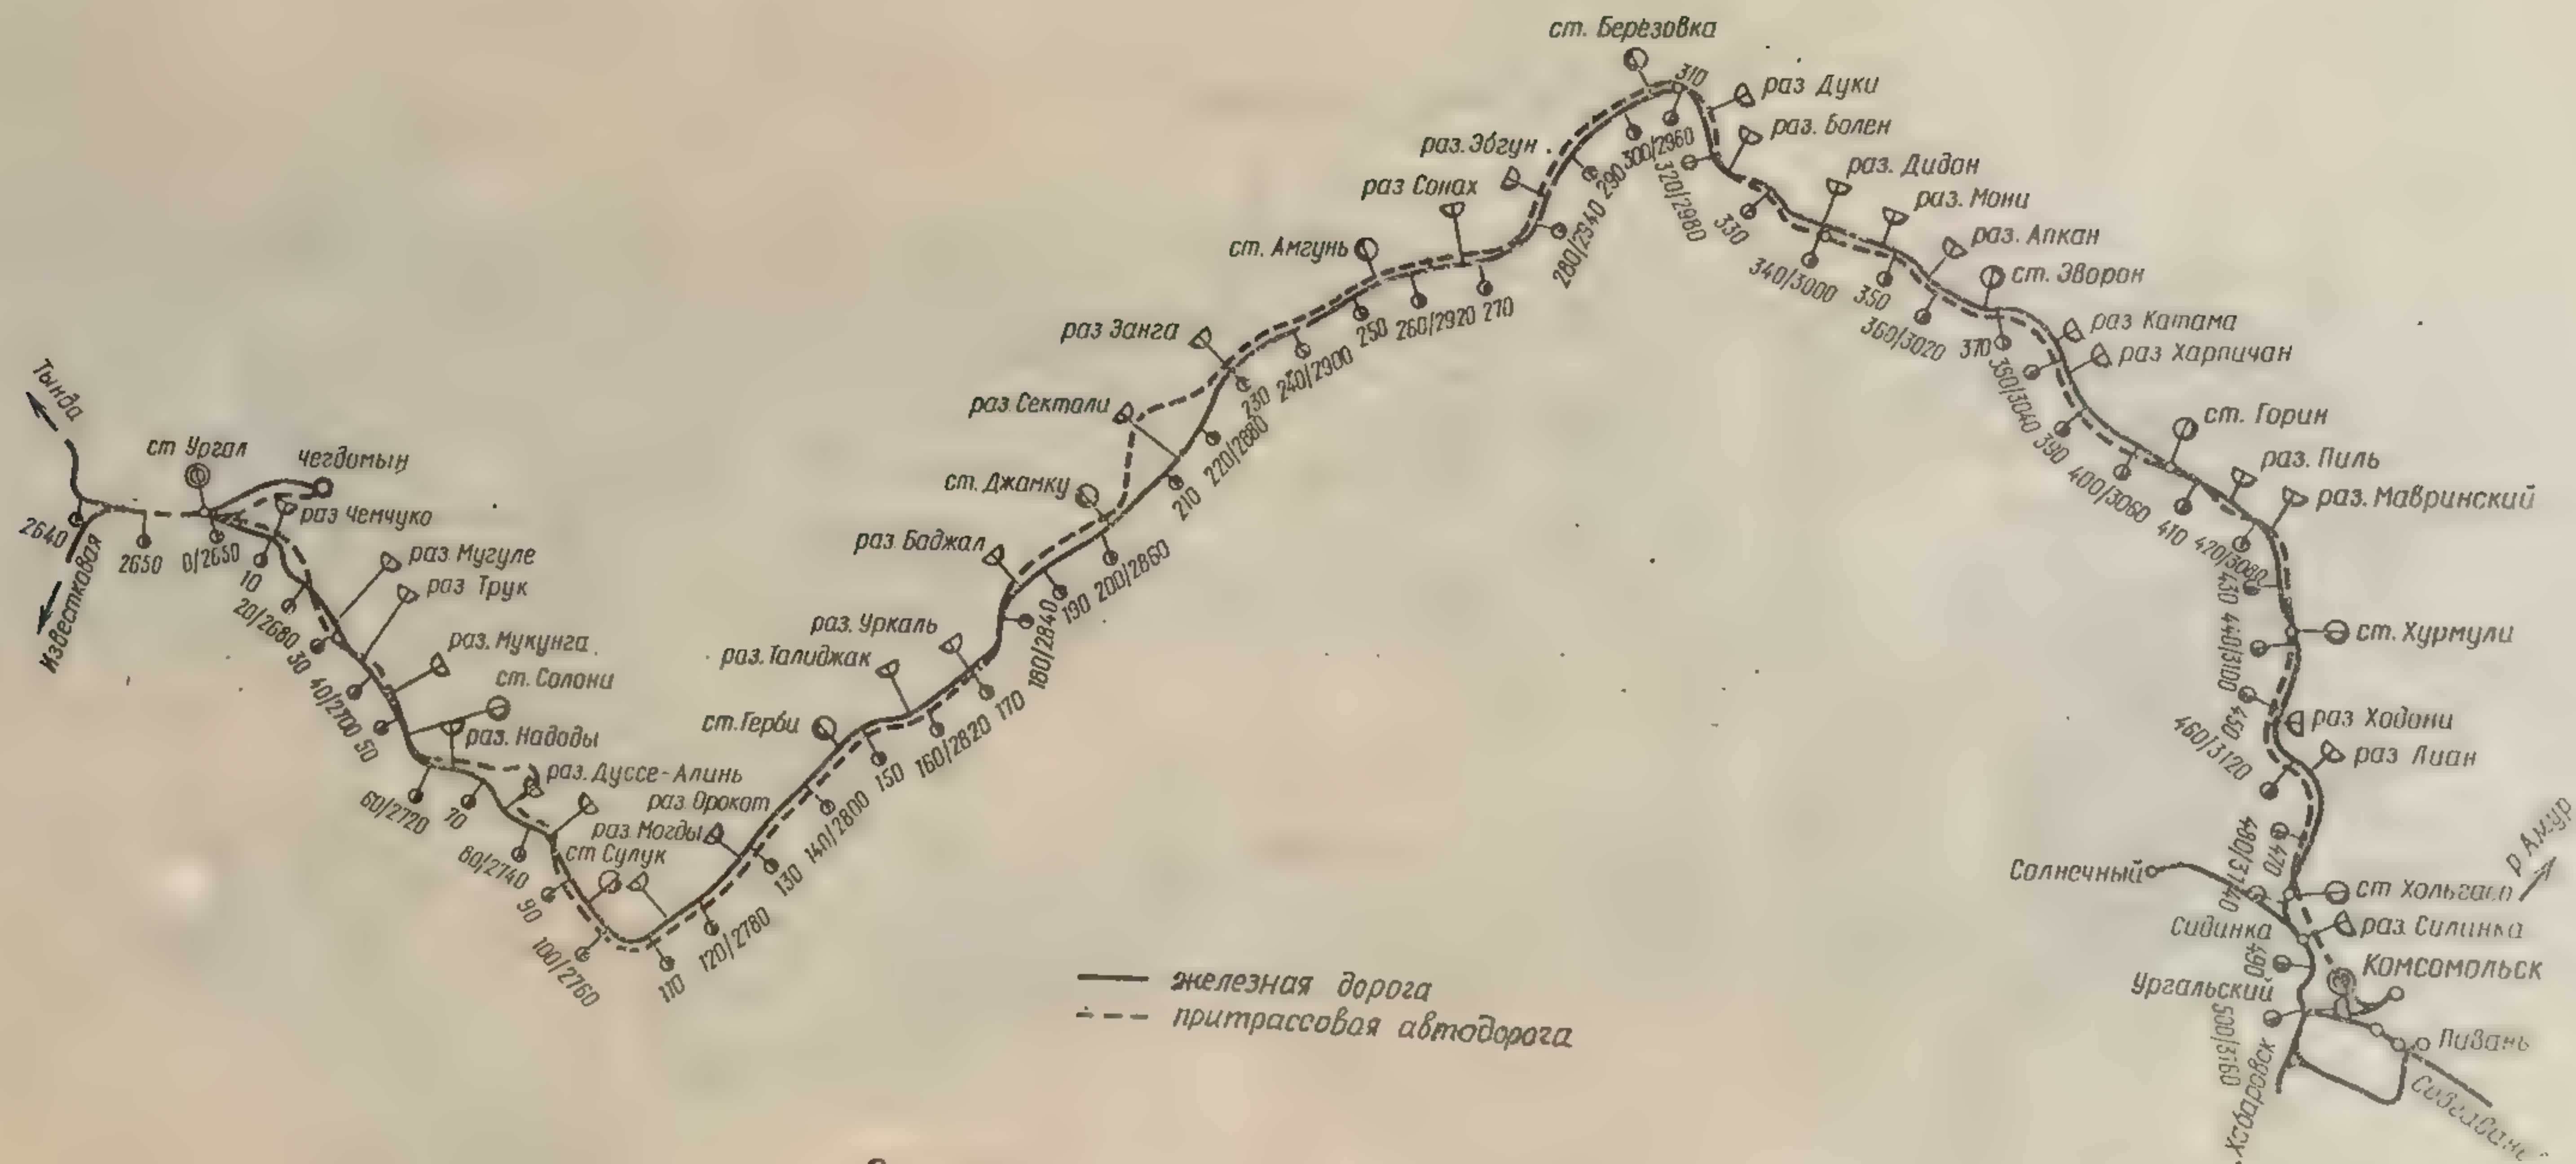 Тында
Известковая
2640
2650
ст Ургал
0/2650
чегдомын
раз Чемчуко
10
20/2680
раз Мугуле
30
раз Трук
40/2700
раз. Мукунга
50
ст. Солони
раз. Надоды
60/2720
70
раз. Дуссе-Алинь
80/2740
раз Орокот
90
раз Могды
ст Сулук
100/2760
110
120/2780
130
140/2800
ст. Герби
150
раз. Талиджак
160/2820
раз. Уркаль
170
180/2840
раз Баджал
190
200/2860
ст. Джамку
210
раз Сектали
220/2880
раз Занга
230
240/2900
250
ст. Амгунь
260/2920
270
раз Сонах
раз. Эбгун
280/2940
290
300/2960
ст. Березовка
310
раз Дуки
320/2980
раз. Болен
330
раз. Дидон
340/3000
раз. Мони
350
раз. Апкан
360/3020
ст. Эворон
370
раз Катама
350/3040
раз Харпичан
390
400/3060
ст. Горин
410
раз. Пиль
420/3080
раз. Мавринский
430
440/3100
ст. Хурмули
450
раз Ходони
460/3120
раз Лиан
470
480/3140
Солнечный
ст Хольгасо
р Амур
Сидинка
раз. Силинка
490
Комсомольск
Ургальский
500/3160
Пивань
Хабаровск
железная дорога
притрассовая автодорога